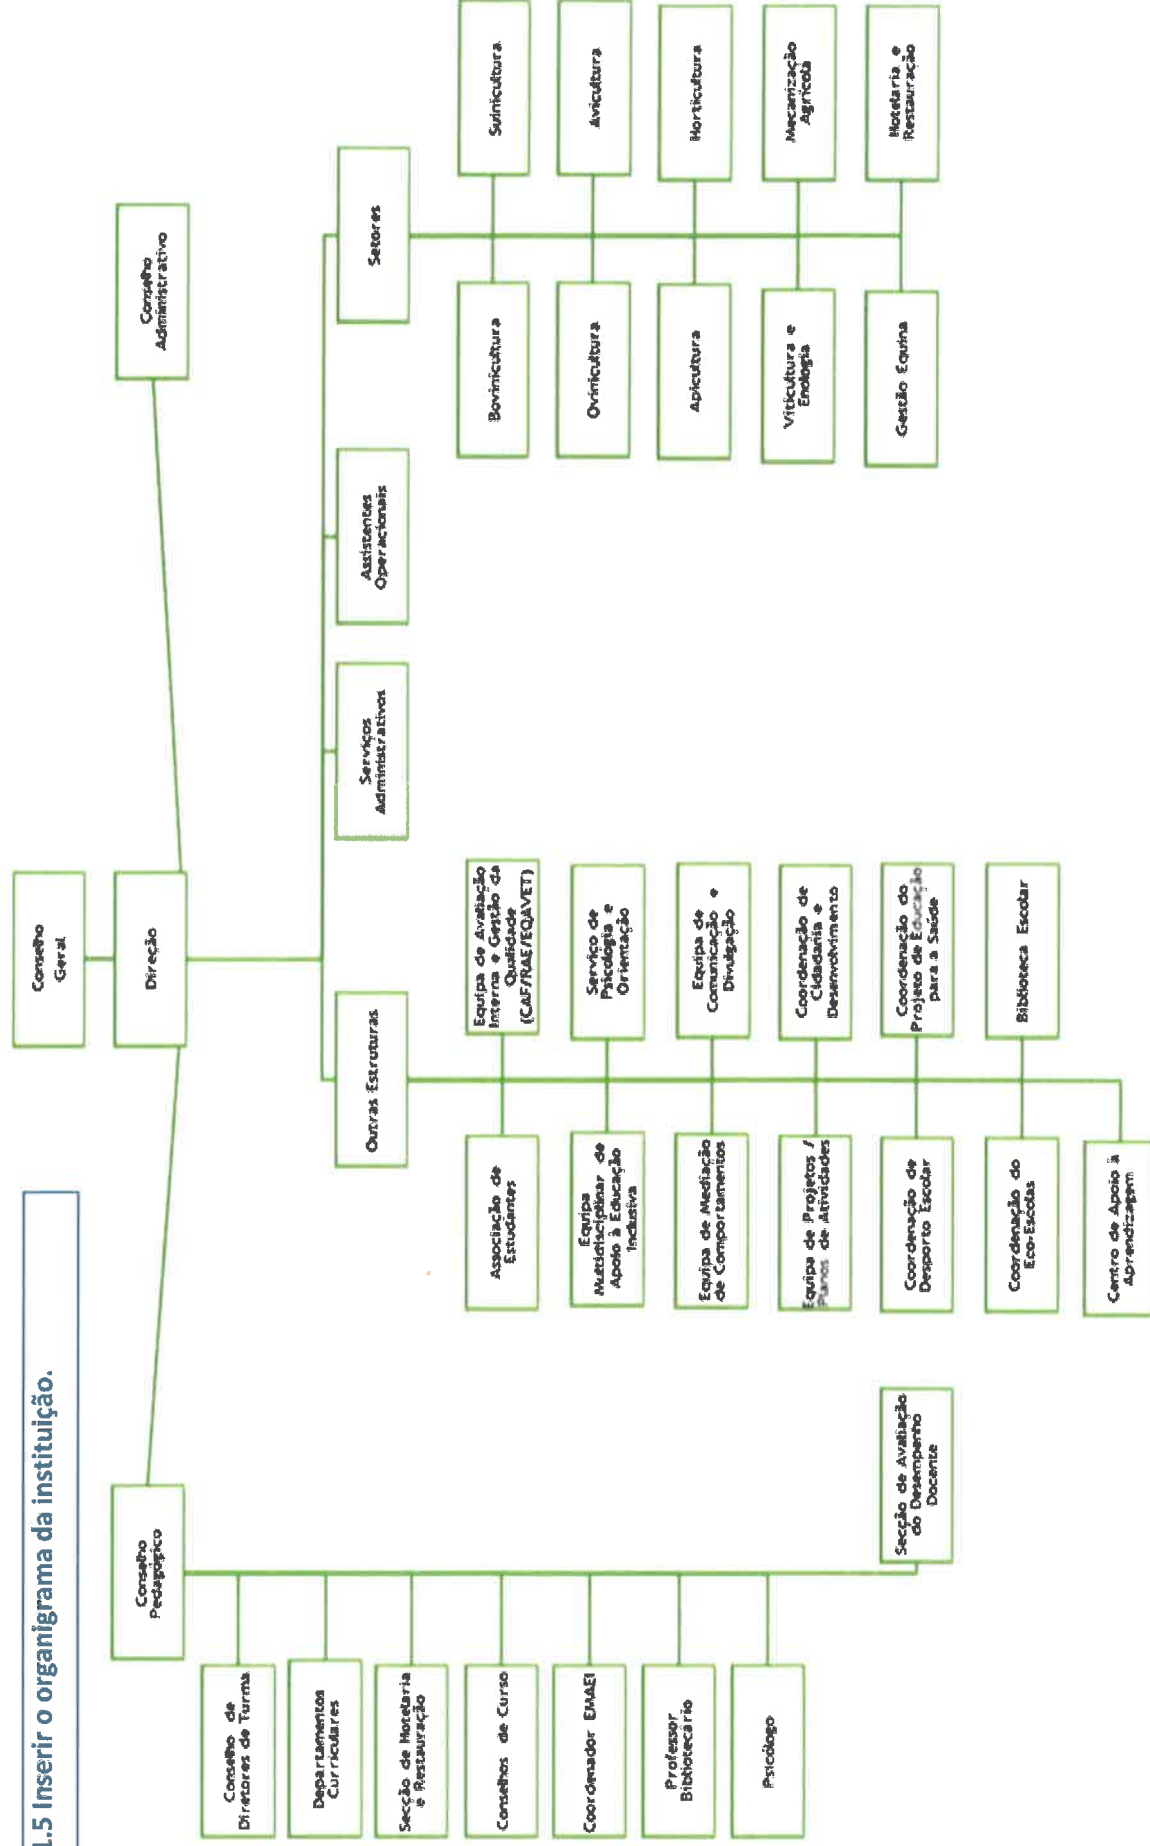 1.5 Inserir o organigrama da instituição.
Conselho
Geral
Direção
Conselho
Pedagógico
Conselho
Administrativo
Conselho de
Diretores de Turma
Departamentos
Curriculares
Secção de Hotelaria
e Restauração
Conselhos de Curso
Coordenador EMAEI
Professor
Bibliotecário
Psicólogo
Secção de Avaliação
do Desempenho
Docente
Outras Estruturas
Serviços
Administrativos
Assistentes
Operacionais
Setores
Associação de
Estudantes
Equipa de Avaliação
Interna e Gestão da
Qualidade
(CAF/RAE/EQAVET)
Equipa
Multidisciplinar de
Apoio à Educação
Inclusiva
Serviço de
Psicologia e
Orientação
Equipa de Mediação
de Comportamentos
Equipa de
Comunicação e
Divulgação
Equipa de Projetos /
Planos de Atividades
Coordenação de
Cidadania e
Desenvolvimento
Coordenação de
Desporto Escolar
Coordenação do
Projeto de Educação
para a Saúde
Coordenação do
Eco-Escolas
Biblioteca Escolar
Centro de Apoio à
Aprendizagem
Bovinicultura
Suinicultura
Ovinicultura
Avicultura
Apicultura
Horticultura
Viticultura e
Enologia
Mecanização
Agrícola
Gestão Equina
Hotelaria e
Restauração